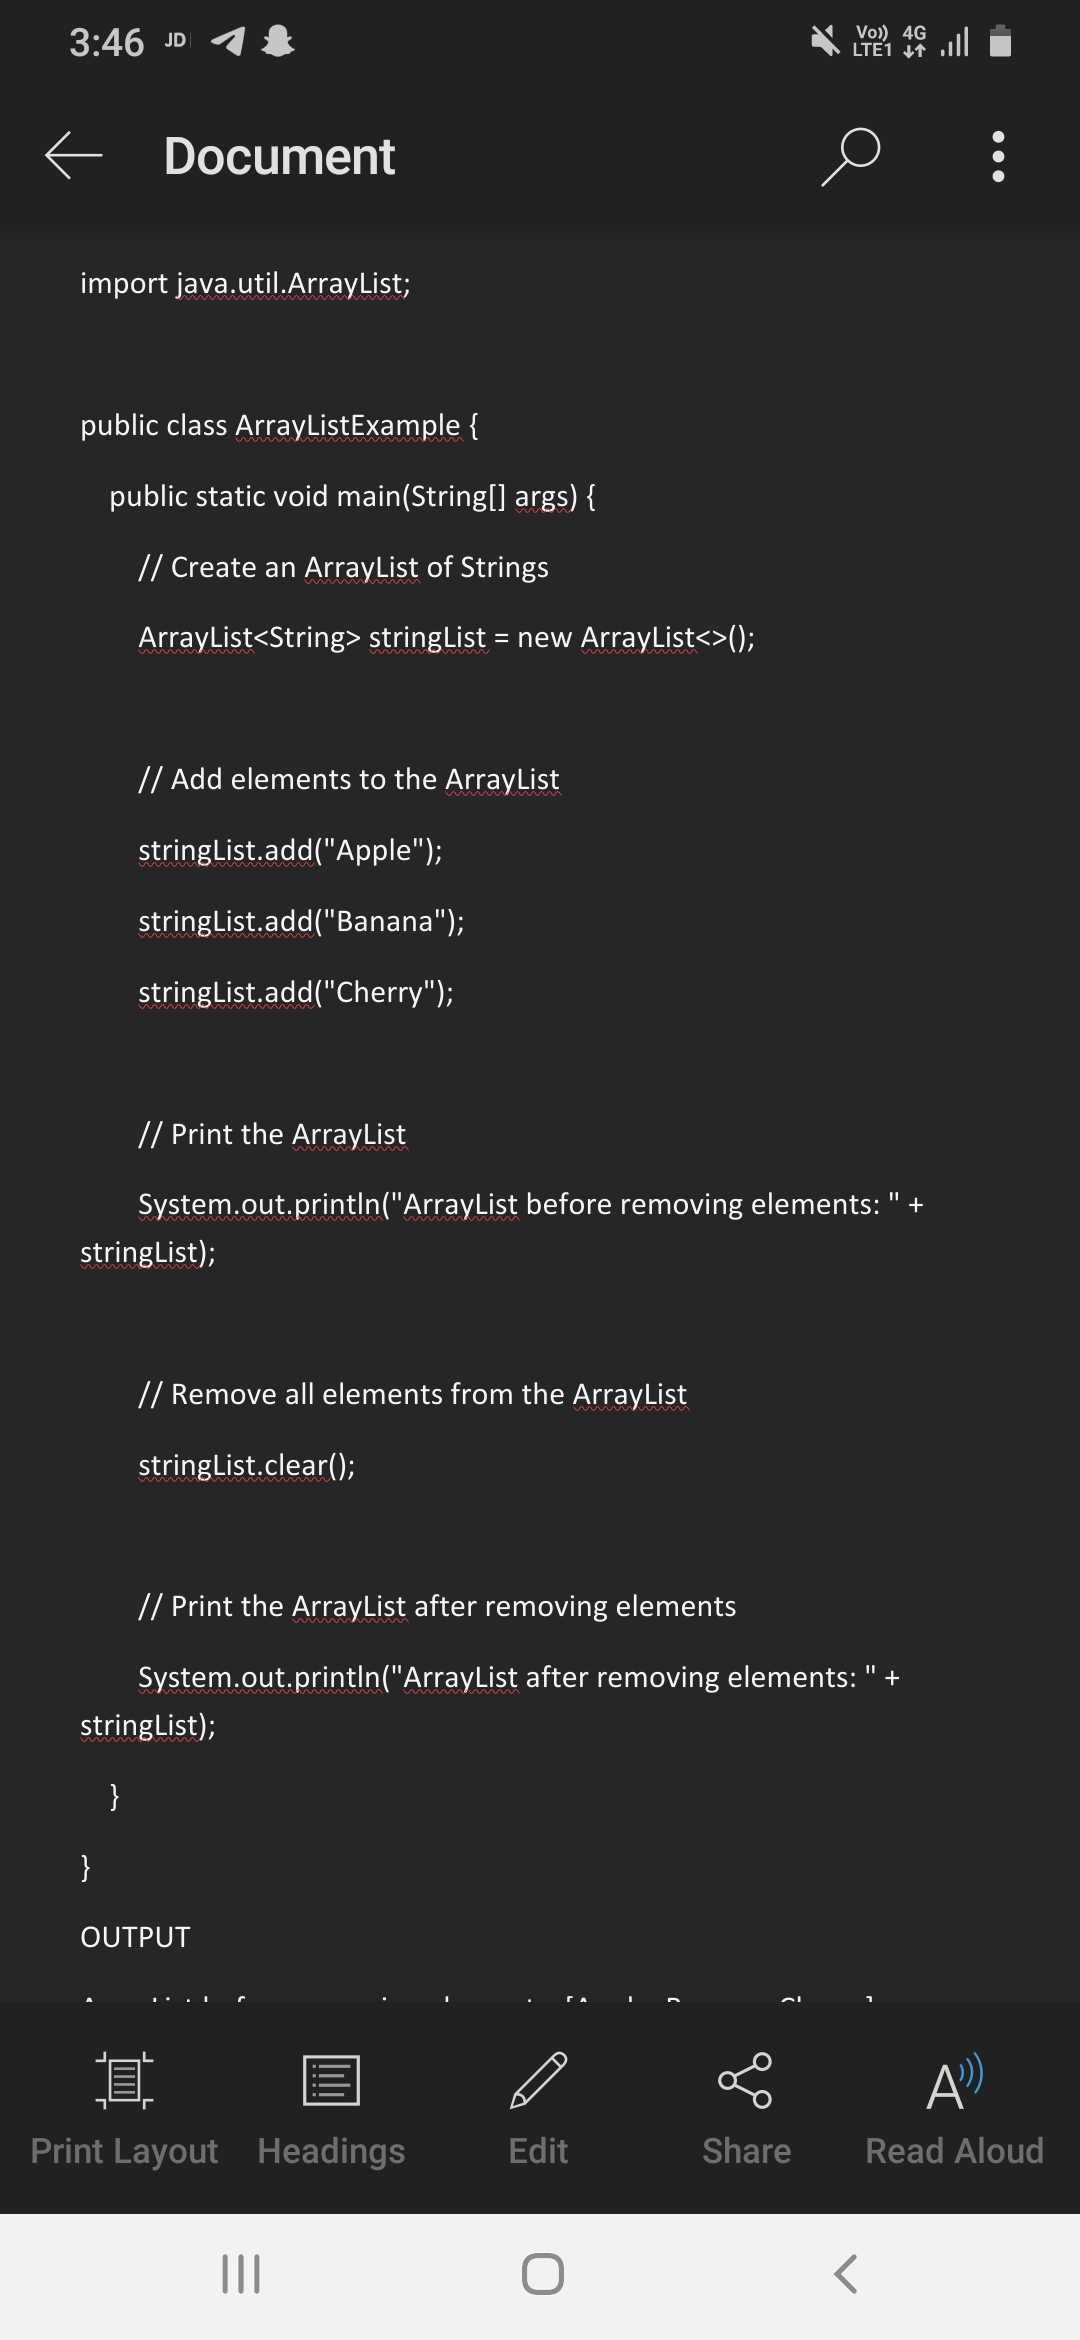 3:46 JD
Vo)) 4G
LTE1
Document
import java.util.ArrayList;
public class ArrayListExample {
public static void main(String[] args) {
// Create an ArrayList of Strings
ArrayList<String> stringList = new ArrayList<>();
// Add elements to the ArrayList
stringList.add("Apple");
stringList.add("Banana");
stringList.add("Cherry");
// Print the ArrayList
System.out.println("ArrayList before removing elements: " +
stringList);
// Remove all elements from the ArrayList
stringList.clear();
// Print the ArrayList after removing elements
System.out.println("ArrayList after removing elements: " +
stringList);
}
}
OUTPUT
Print Layout Headings Edit Share Read Aloud